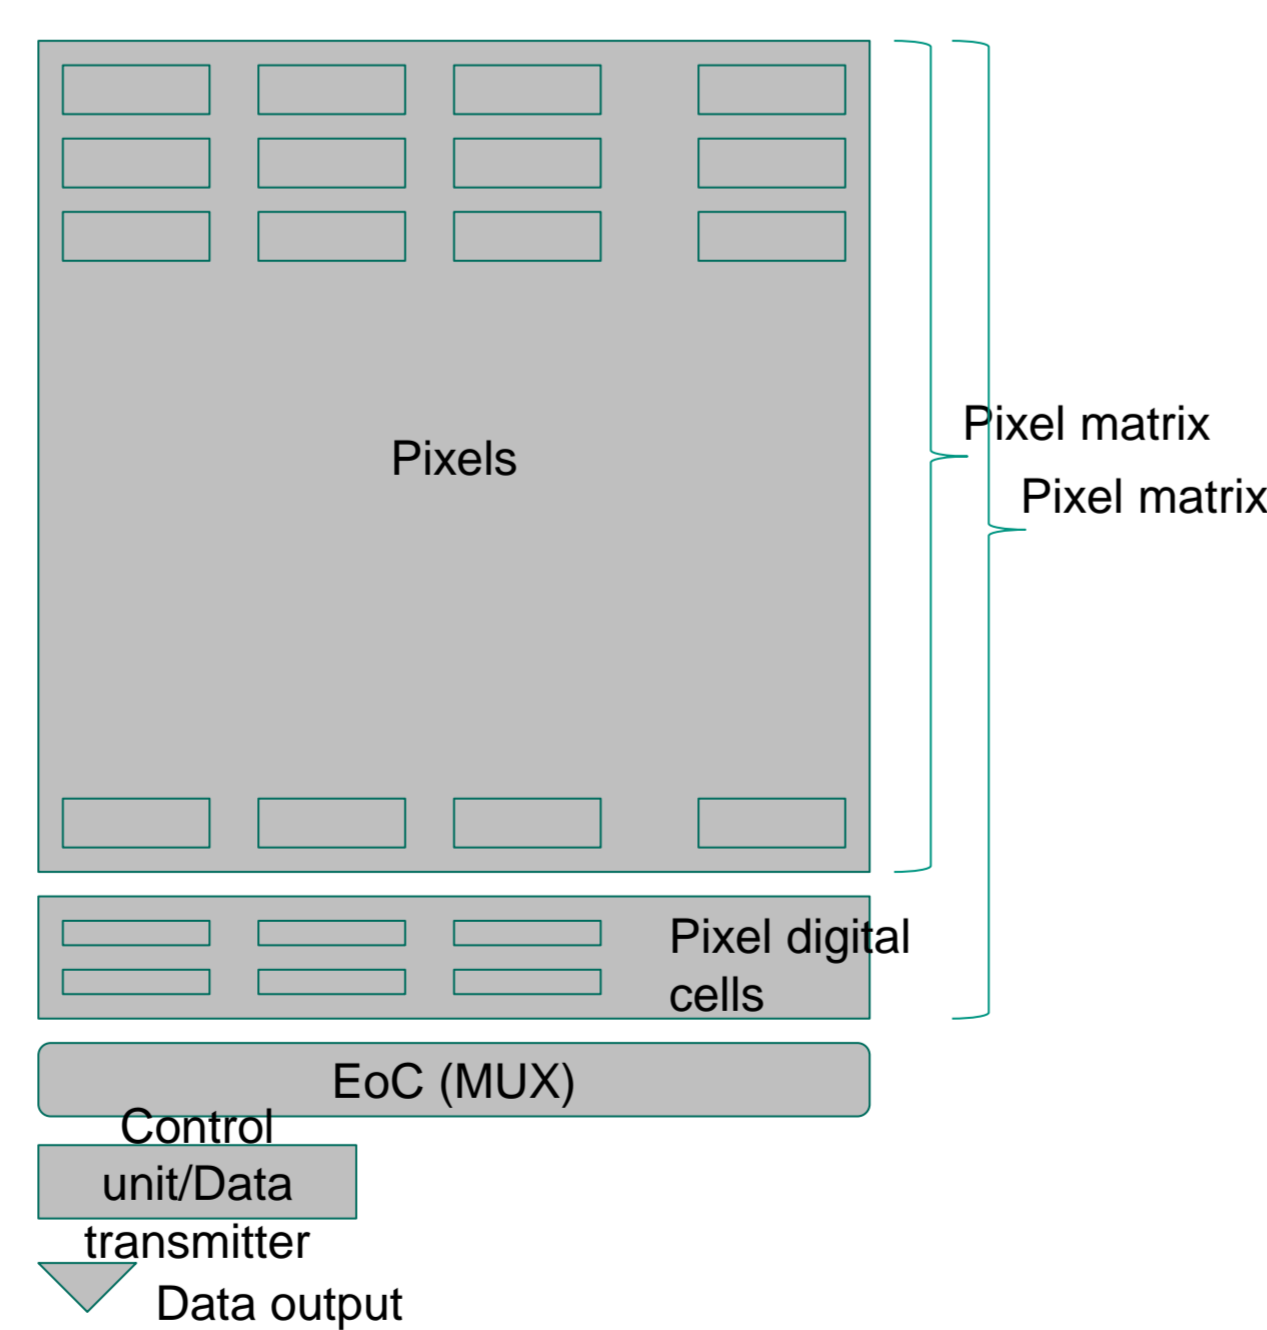 Pixel matrix
Pixels
Pixel matrix
Pixel digital
cells
EoC (MUX)
Control
unit/Data
transmitter
Data output